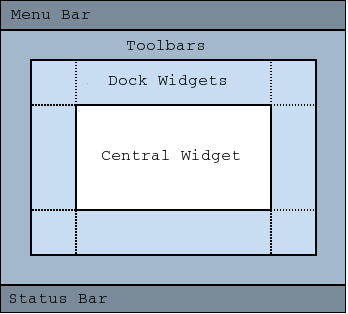 Menu Bar
Toolbars
Dock Widgets
Central Widget
Status Bar